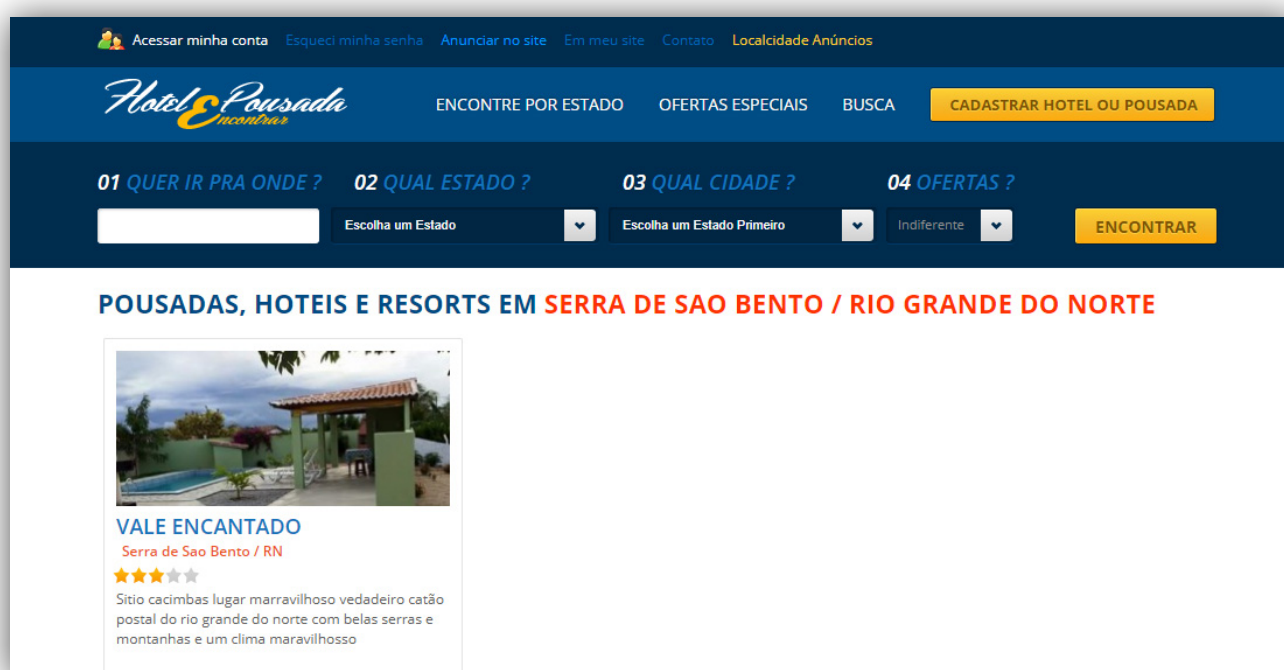 Acessar minha conta Esqueci minha senha Anunciar no site Em meu site Contato Localcidade Anúncios
Hotel E Pousada
Encontrar
ENCONTRE POR ESTADO OFERTAS ESPECIAIS BUSCA CADASTRAR HOTEL OU POUSADA
01 QUER IR PRA ONDE ? 02 QUAL ESTADO ? 03 QUAL CIDADE ? 04 OFERTAS ?
Escolha um Estado Escolha um Estado Primeiro Indiferente ENCONTRAR
POUSADAS, HOTEIS E RESORTS EM SERRA DE SAO BENTO / RIO GRANDE DO NORTE
VALE ENCANTADO
Serra de Sao Bento / RN
Sitio cacimbas lugar marravilhoso vedadeiro catão
postal do rio grande do norte com belas serras e
montanhas e um clima maravilhosso